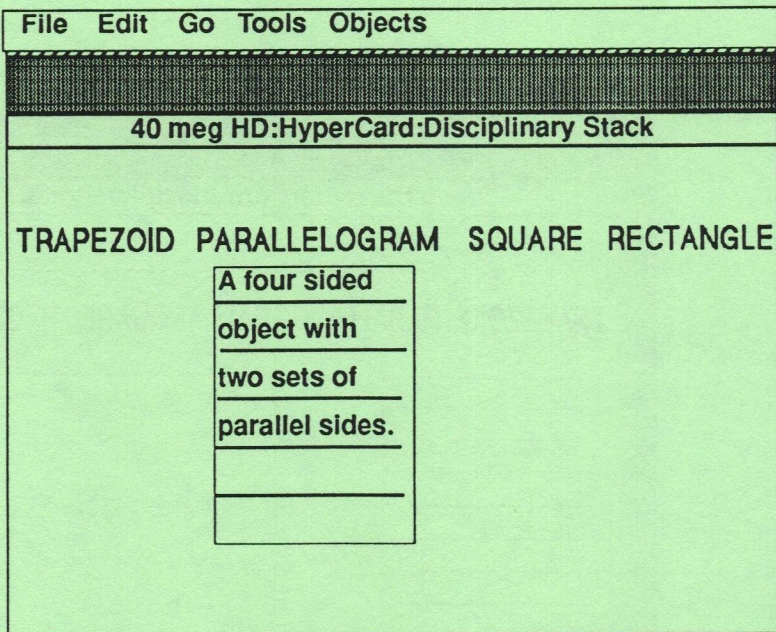 File Edit Go Tools Objects
40 meg HD:HyperCard:Disciplinary Stack
TRAPEZOID PARALLELOGRAM SQUARE RECTANGLE
A four sided
object with
two sets of
parallel sides.